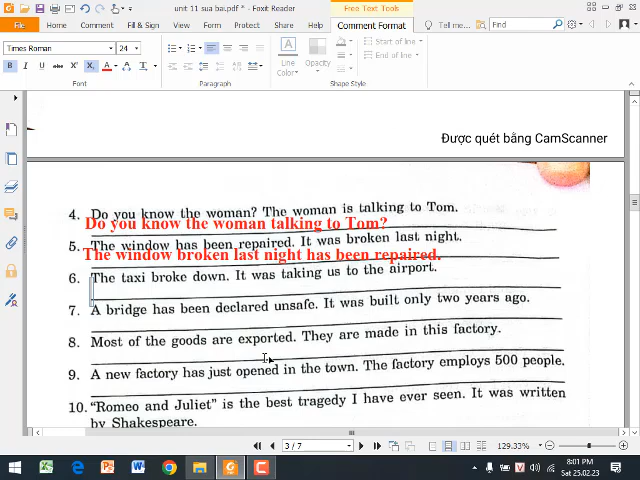 unit 11 sua bai.pdf * - Foxit Reader
Free Text Tools
File
Home
Comment
Fill & Sign
View
Form
Protect
Share
Help
Comment Format
Tell me...
Find
Times Roman
24
Start of line
End of line
Line Color
Opacity
Font
Paragraph
Shape Style
Được quét bằng CamScanner
4. Do you know the woman? The woman is talking to Tom.
Do you know the woman talking to Tom?
5. The window has been repaired. It was broken last night.
The window broken last night has been repaired.
6. The taxi broke down. It was taking us to the airport.
7. A bridge has been declared unsafe. It was built only two years ago.
8. Most of the goods are exported. They are made in this factory.
9. A new factory has just opened in the town. The factory employs 500 people.
10. "Romeo and Juliet" is the best tragedy I have ever seen. It was written
by Shakespeare.
3 / 7
129.33%
8:01 PM
Sat 25.02.23